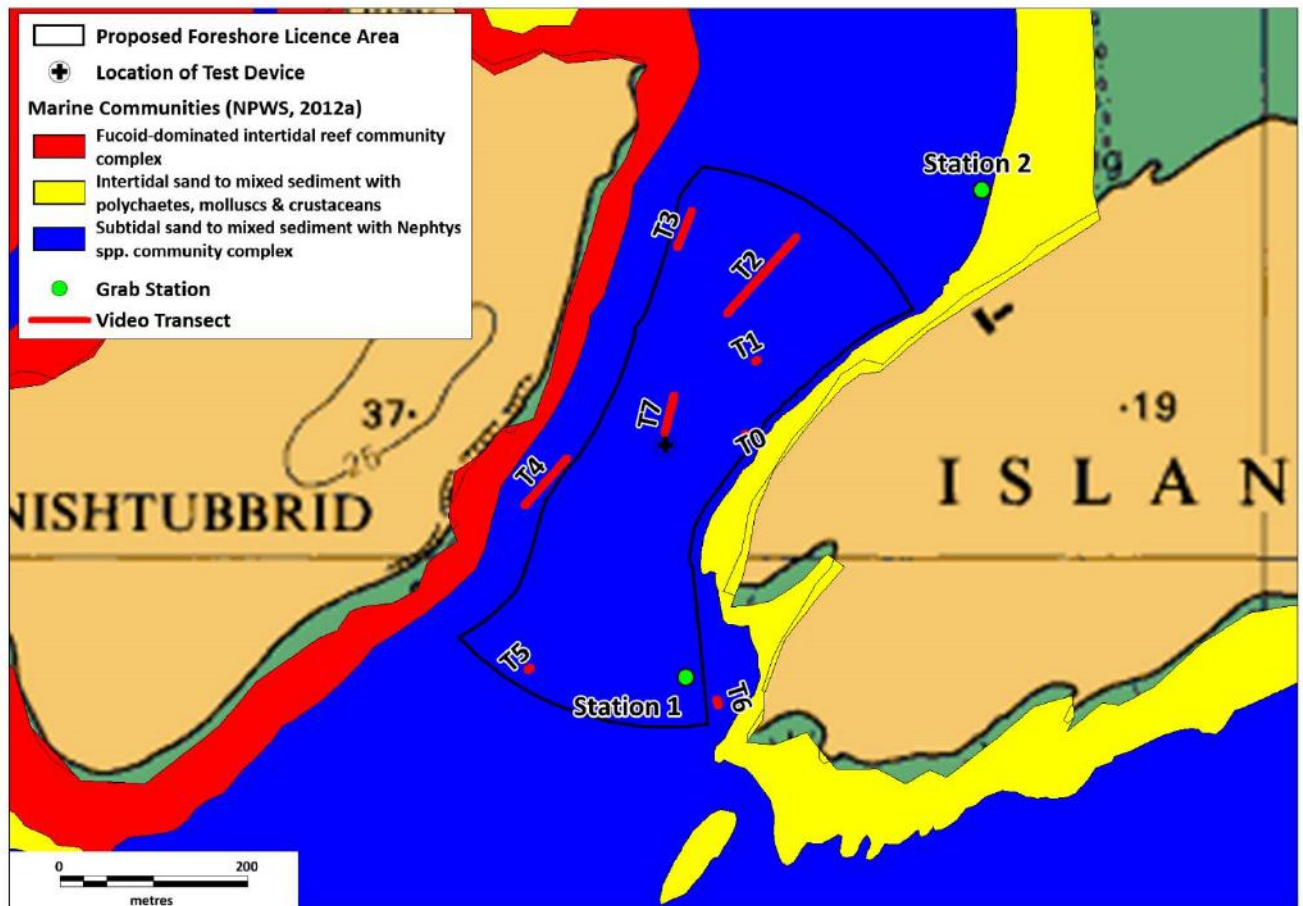 Proposed Foreshore Licence Area
Location of Test Device
Marine Communities (NPWS, 2012a)
Fucoid-dominated intertidal reef community
complex
Intertidal sand to mixed sediment with
polychaetes, molluscs & crustaceans
Subtidal sand to mixed sediment with Nephtys
spp. community complex
Grab Station
Video Transect
Station 2
T3
T2
T1
T7
T0
T4
37
25
19
NISHTUBBRID
ISLAN
T5
Station 1
T6
0 200
metres